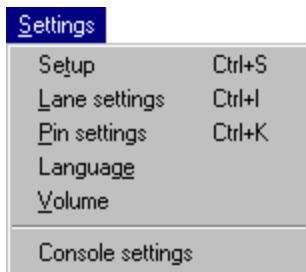 Settings
Setup Ctrl+S
Lane settings Ctrl+I
Pin settings Ctrl+K
Language
Volume
Console settings